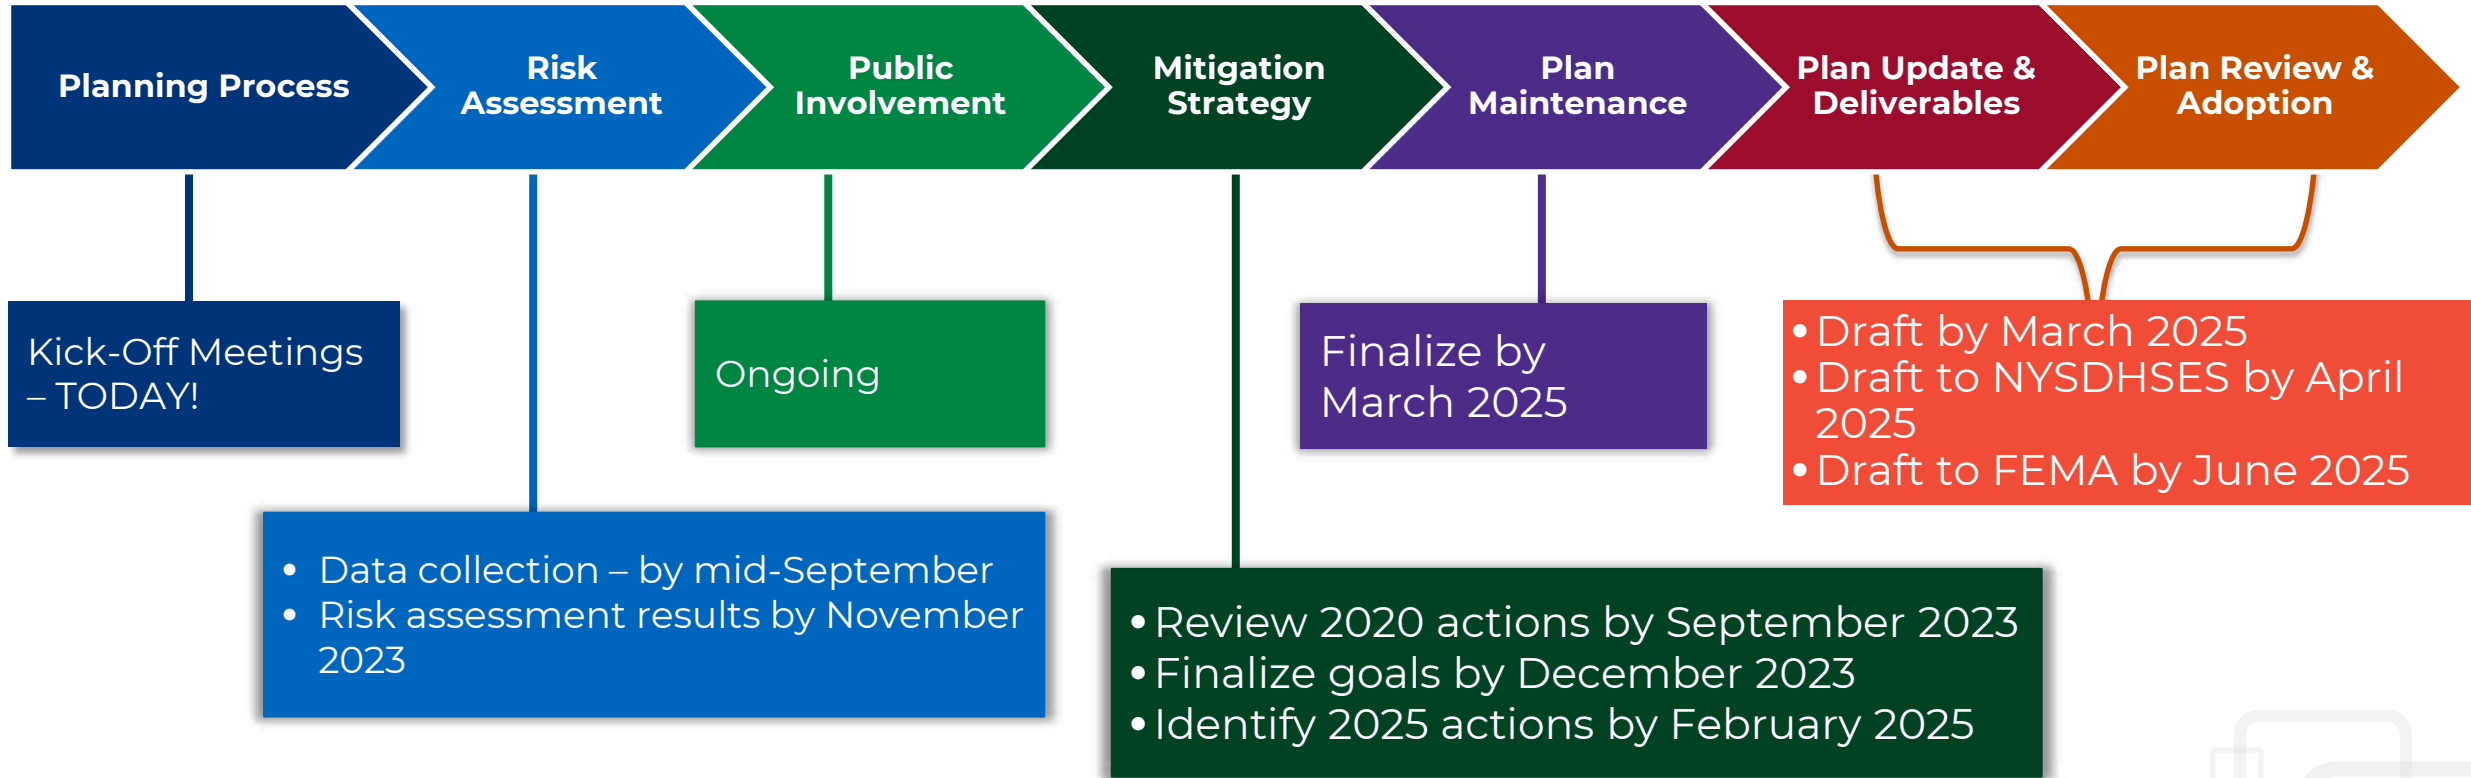 Planning Process
Risk
Assessment
Public
Involvement
Mitigation
Strategy
Plan
Maintenance
Plan Update &
Deliverables
Plan Review &
Adoption
Kick-Off Meetings
– TODAY!
• Data collection – by mid-September
• Risk assessment results by November
2023
Ongoing
• Review 2020 actions by September 2023
• Finalize goals by December 2023
• Identify 2025 actions by February 2025
Finalize by
March 2025
• Draft by March 2025
• Draft to NYSDHSES by April
2025
• Draft to FEMA by June 2025